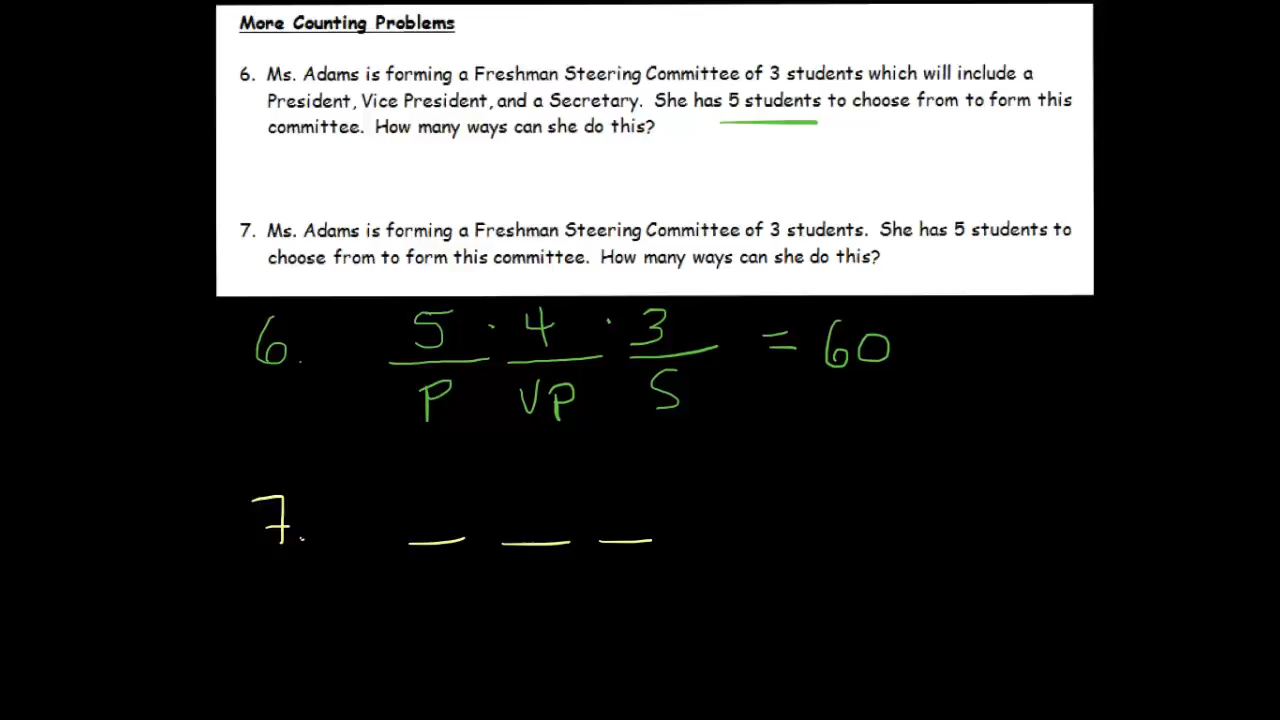 More Counting Problems
6. Ms. Adams is forming a Freshman Steering Committee of 3 students which will include a
President, Vice President, and a Secretary. She has 5 students to choose from to form this
committee. How many ways can she do this?
7. Ms. Adams is forming a Freshman Steering Committee of 3 students. She has 5 students to
choose from to form this committee. How many ways can she do this?
6. 5 · 4 · 3 = 60
P VP S
7.